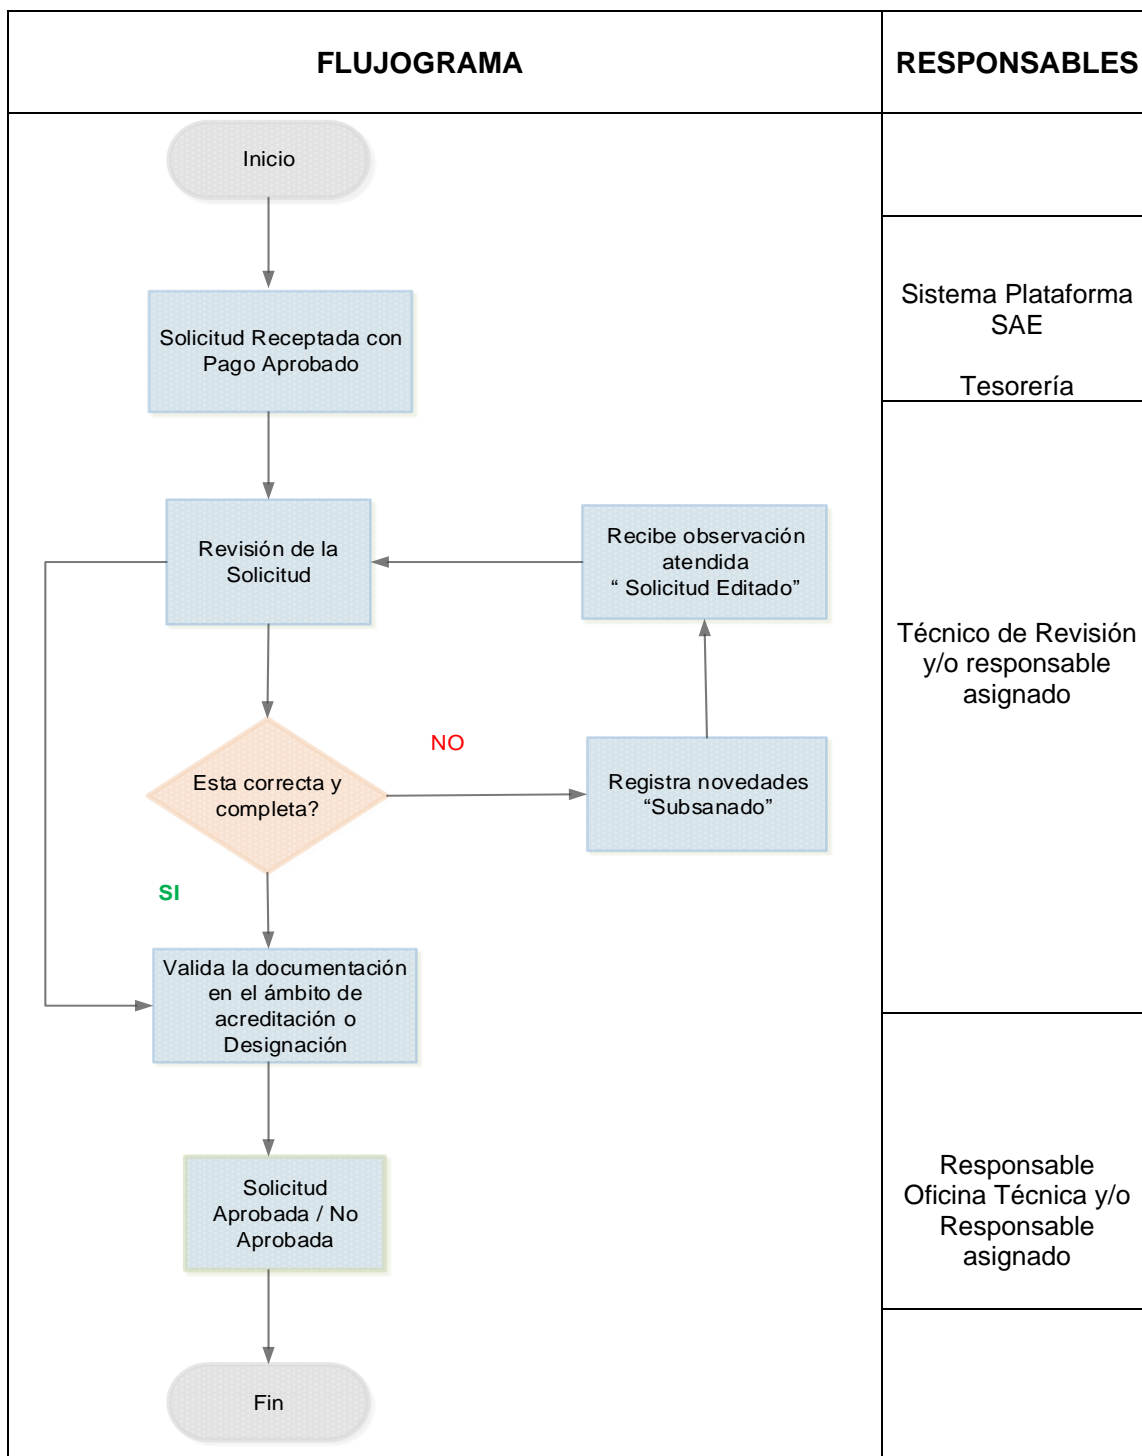 FLUJOGRAMA
RESPONSABLES
Inicio
Solicitud Receptada con
Pago Aprobado
Sistema Plataforma
SAE
Tesorería
Revisión de la
Solicitud
Recibe observación
atendida
“ Solicitud Editado”
Técnico de Revisión
y/o responsable
asignado
Esta correcta y
completa?
NO
Registra novedades
“Subsanado”
SI
Valida la documentación
en el ámbito de
acreditación o
Designación
Solicitud
Aprobada / No
Aprobada
Responsable
Oficina Técnica y/o
Responsable
asignado
Fin